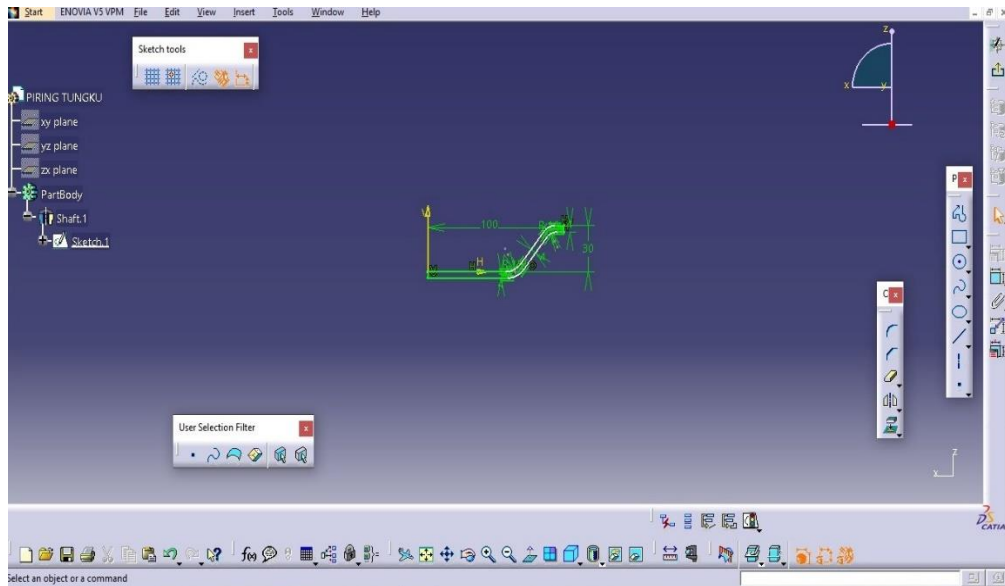 Start ENOVIA V5 VPM File Edit View Insert Tools Window Help
Sketch tools
PIRING TUNGKU
xy plane
yz plane
zx plane
PartBody
Shaft.1
Sketch.1
z
x
y
P
V
100
30
H
C
User Selection Filter
z
x
f(x)
CATIA
Select an object or a command